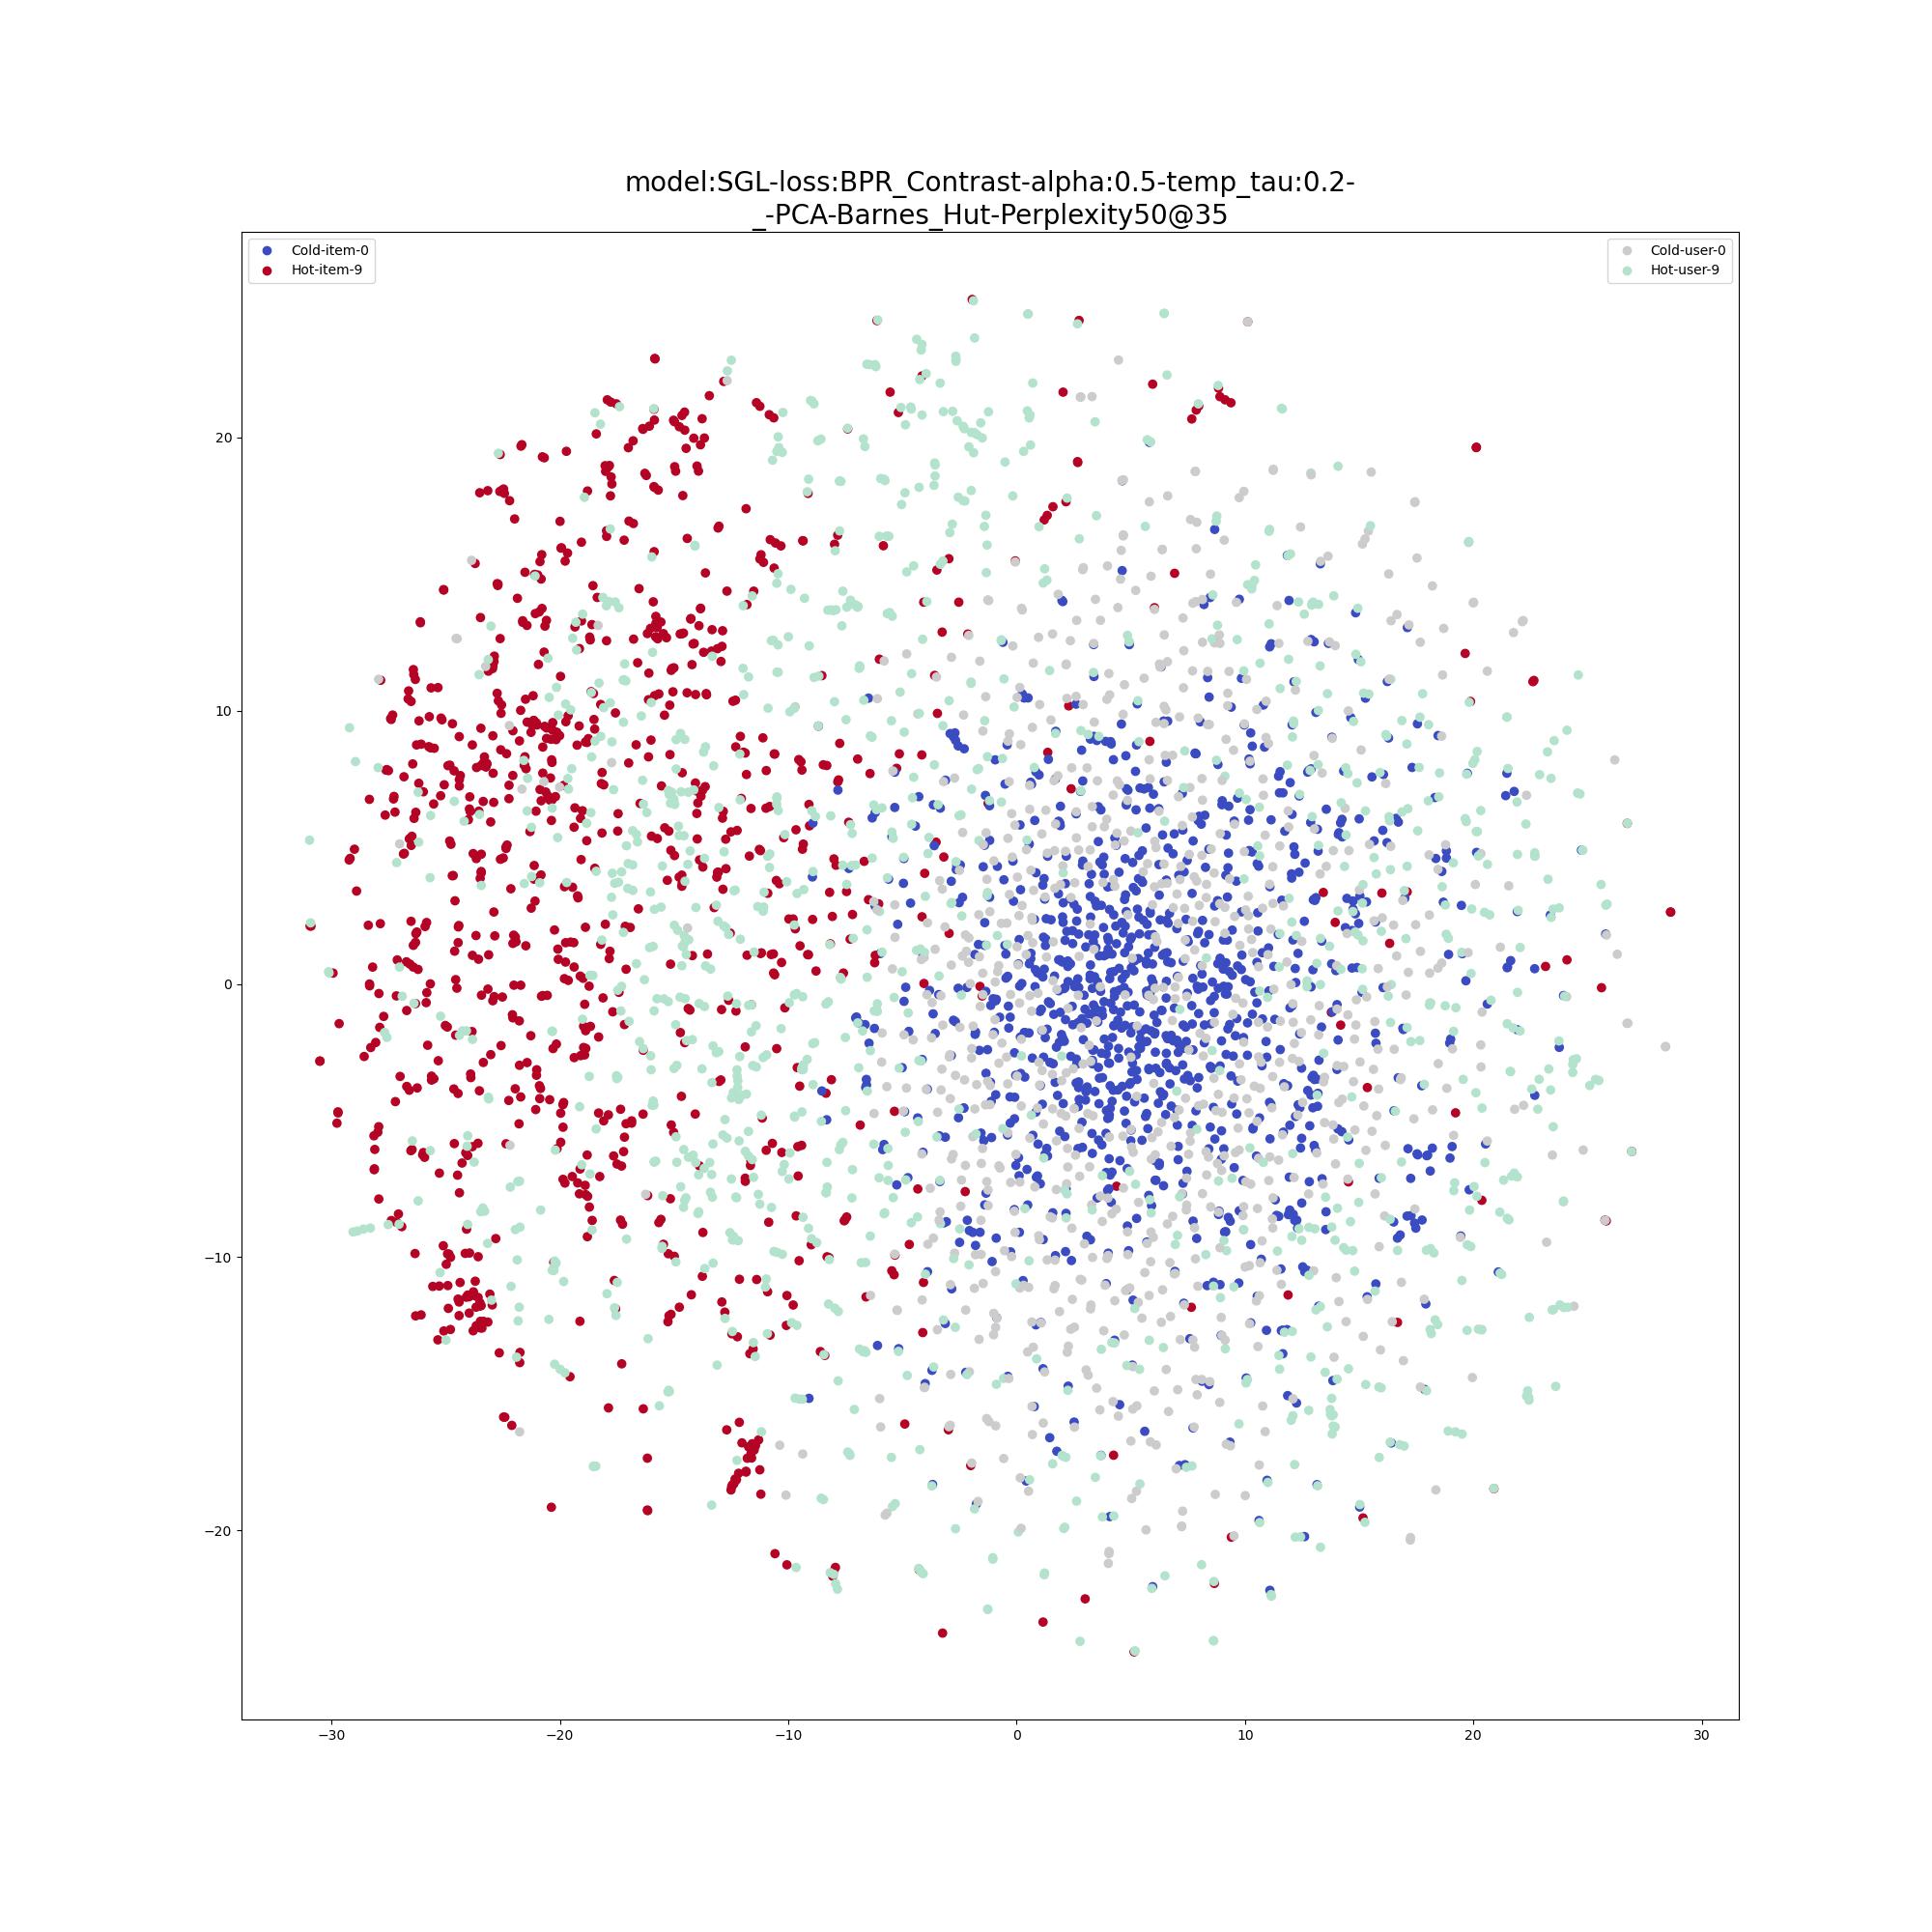 model:SGL-loss:BPR_Contrast-alpha:0.5-temp_tau:0.2-
_-PCA-Barnes_Hut-Perplexity50@35
Cold-item-0
Hot-item-9
Cold-user-0
Hot-user-9
20
10
0
−10
−20
−30
−20
−10
0
10
20
30